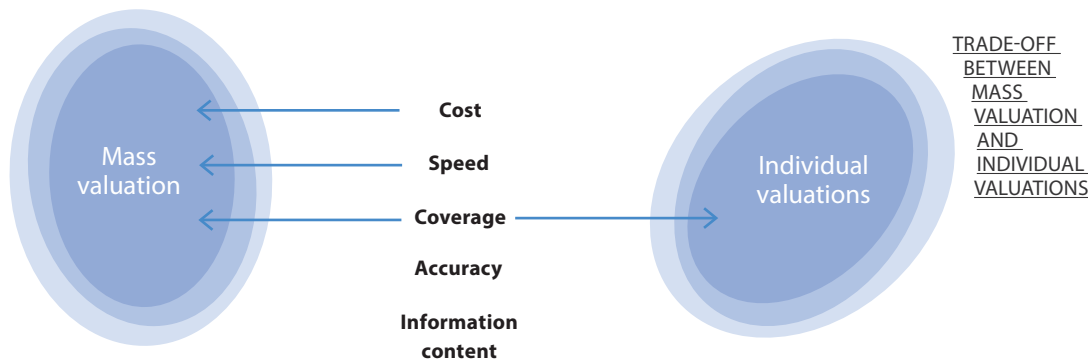 TRADE-OFF
BETWEEN
MASS
VALUATION
AND
INDIVIDUAL
VALUATIONS
Mass
valuation
Cost
Speed
Coverage
Accuracy
Information
content
Individual
valuations